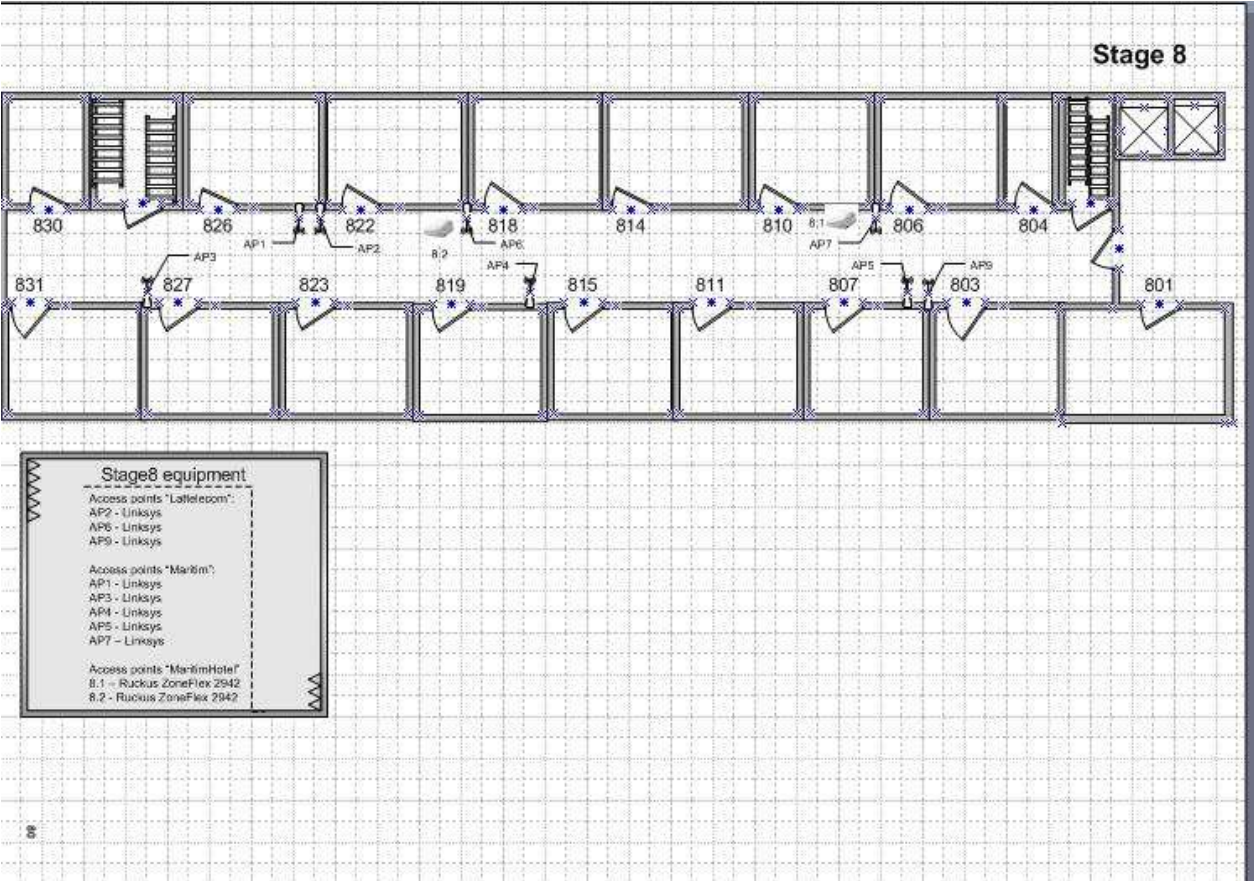 Stage 8
830
826
822
818
814
810
806
804
AP1
AP2
8.2
AP6
8.1
AP7
AP3
AP4
AP5
AP9
831
827
823
819
815
811
807
803
801
Stage8 equipment
Access points "Lattelecom":
AP2 - Linksys
AP6 - Linksys
AP9 - Linksys
Access points "Maritim":
AP1 - Linksys
AP3 - Linksys
AP4 - Linksys
AP5 - Linksys
AP7 – Linksys
Access points "MaritimHotel"
8.1 – Ruckus ZoneFlex 2942
8.2 - Ruckus ZoneFlex 2942